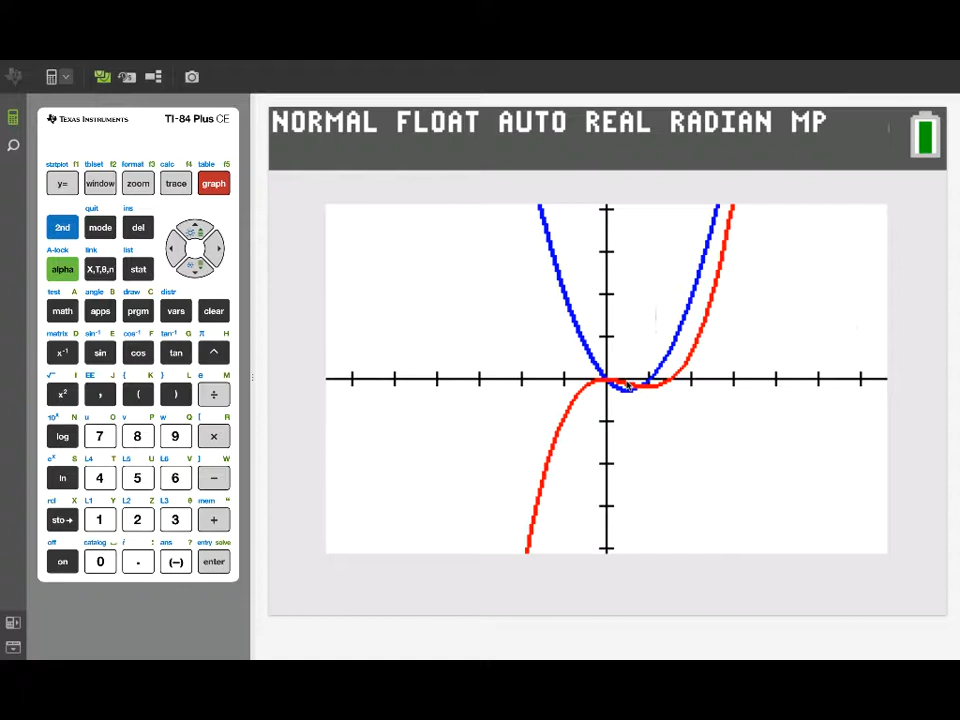 TEXAS INSTRUMENTS TI-84 Plus CE
NORMAL FLOAT AUTO REAL RADIAN MP
statplot f1 tblset f2 format f3 calc f4 table f5
y= window zoom trace graph
quit ins
2nd mode del
A-lock link list
alpha X,T,θ,n stat
test A angle B draw C distr
math apps prgm vars clear
matrix D sin⁻¹ E cos⁻¹ F tan⁻¹ G π H
x⁻¹ sin cos tan ^
√ I EE J { K } L e M
x² , ( ) ÷
10ˣ N u O v P w Q [ R
log 7 8 9 ×
eˣ S L4 T L5 U L6 V ] W
ln 4 5 6 −
rcl X L1 Y L2 Z L3 θ mem "
sto→ 1 2 3 +
off catalog i : ans ? entry solve
on 0 . (−) enter